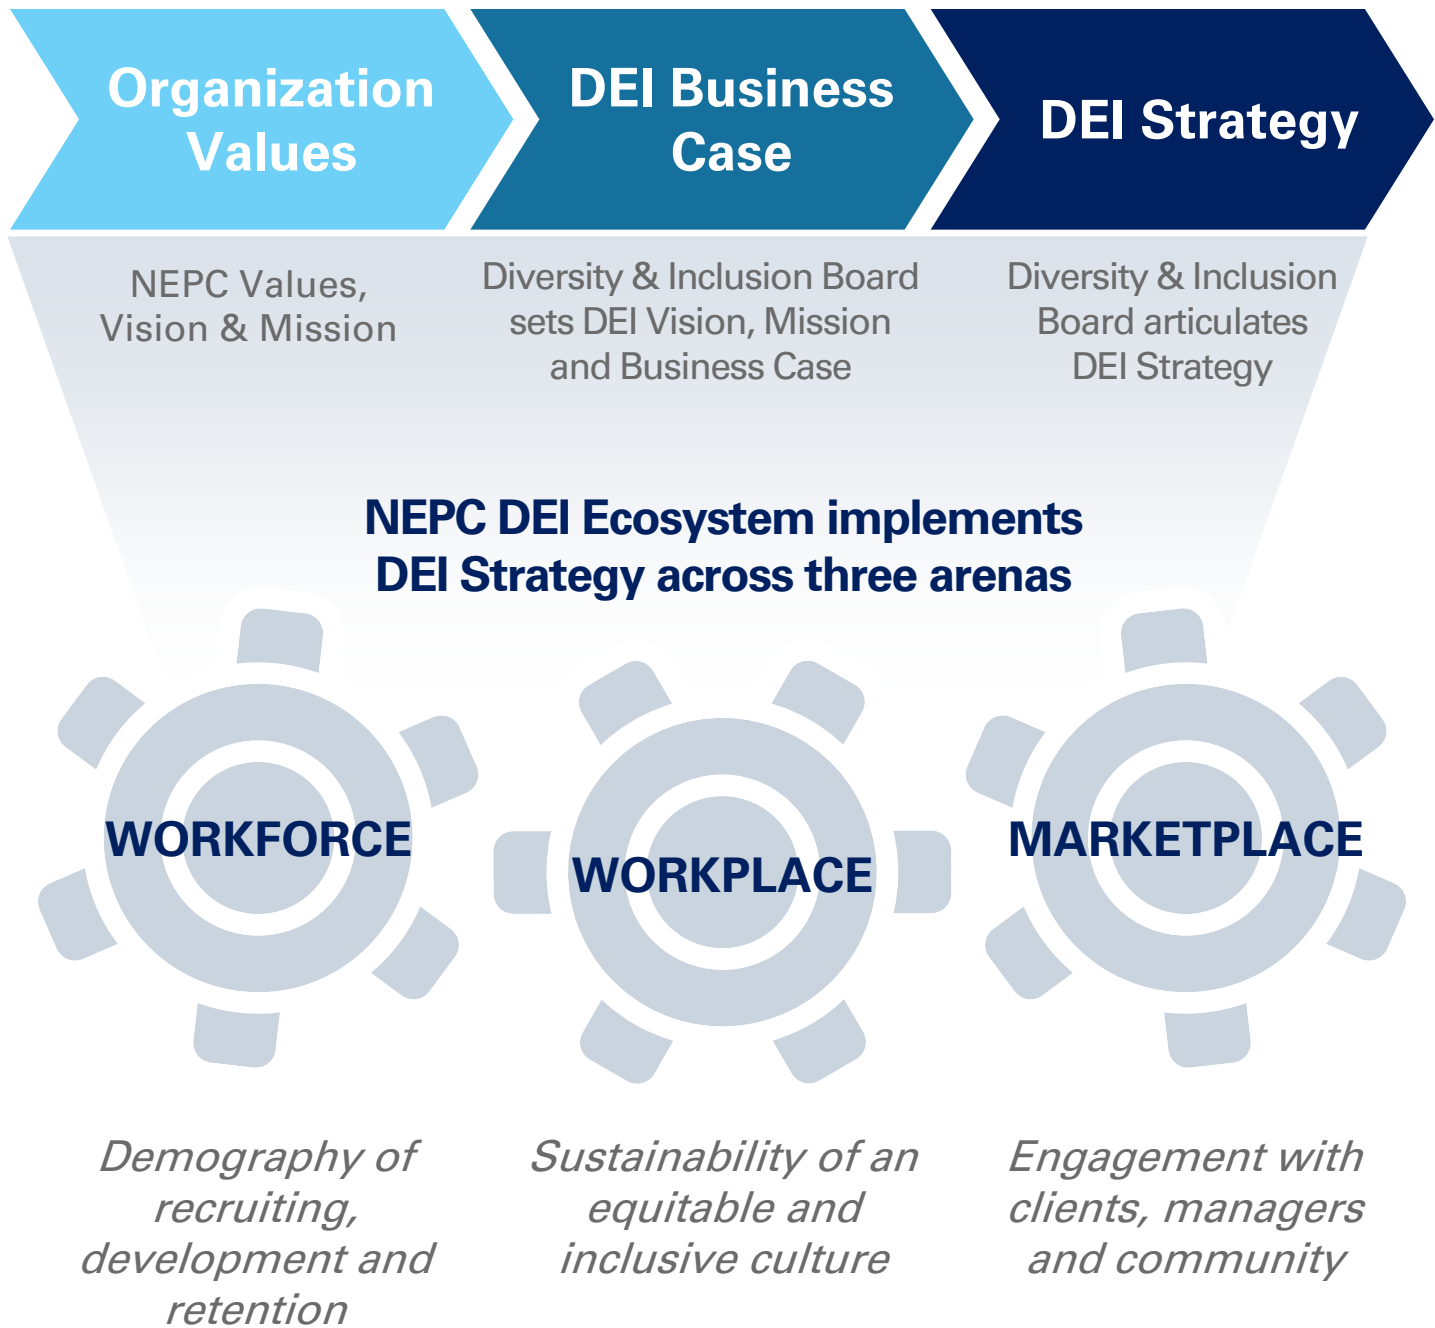 Organization
Values
DEI Business
Case
DEI Strategy
NEPC Values,
Vision & Mission
Diversity & Inclusion Board
sets DEI Vision, Mission
and Business Case
Diversity & Inclusion
Board articulates
DEI Strategy
NEPC DEI Ecosystem implements
DEI Strategy across three arenas
WORKFORCE
WORKPLACE
MARKETPLACE
Demography of
recruiting,
development and
retention
Sustainability of an
equitable and
inclusive culture
Engagement with
clients, managers
and community